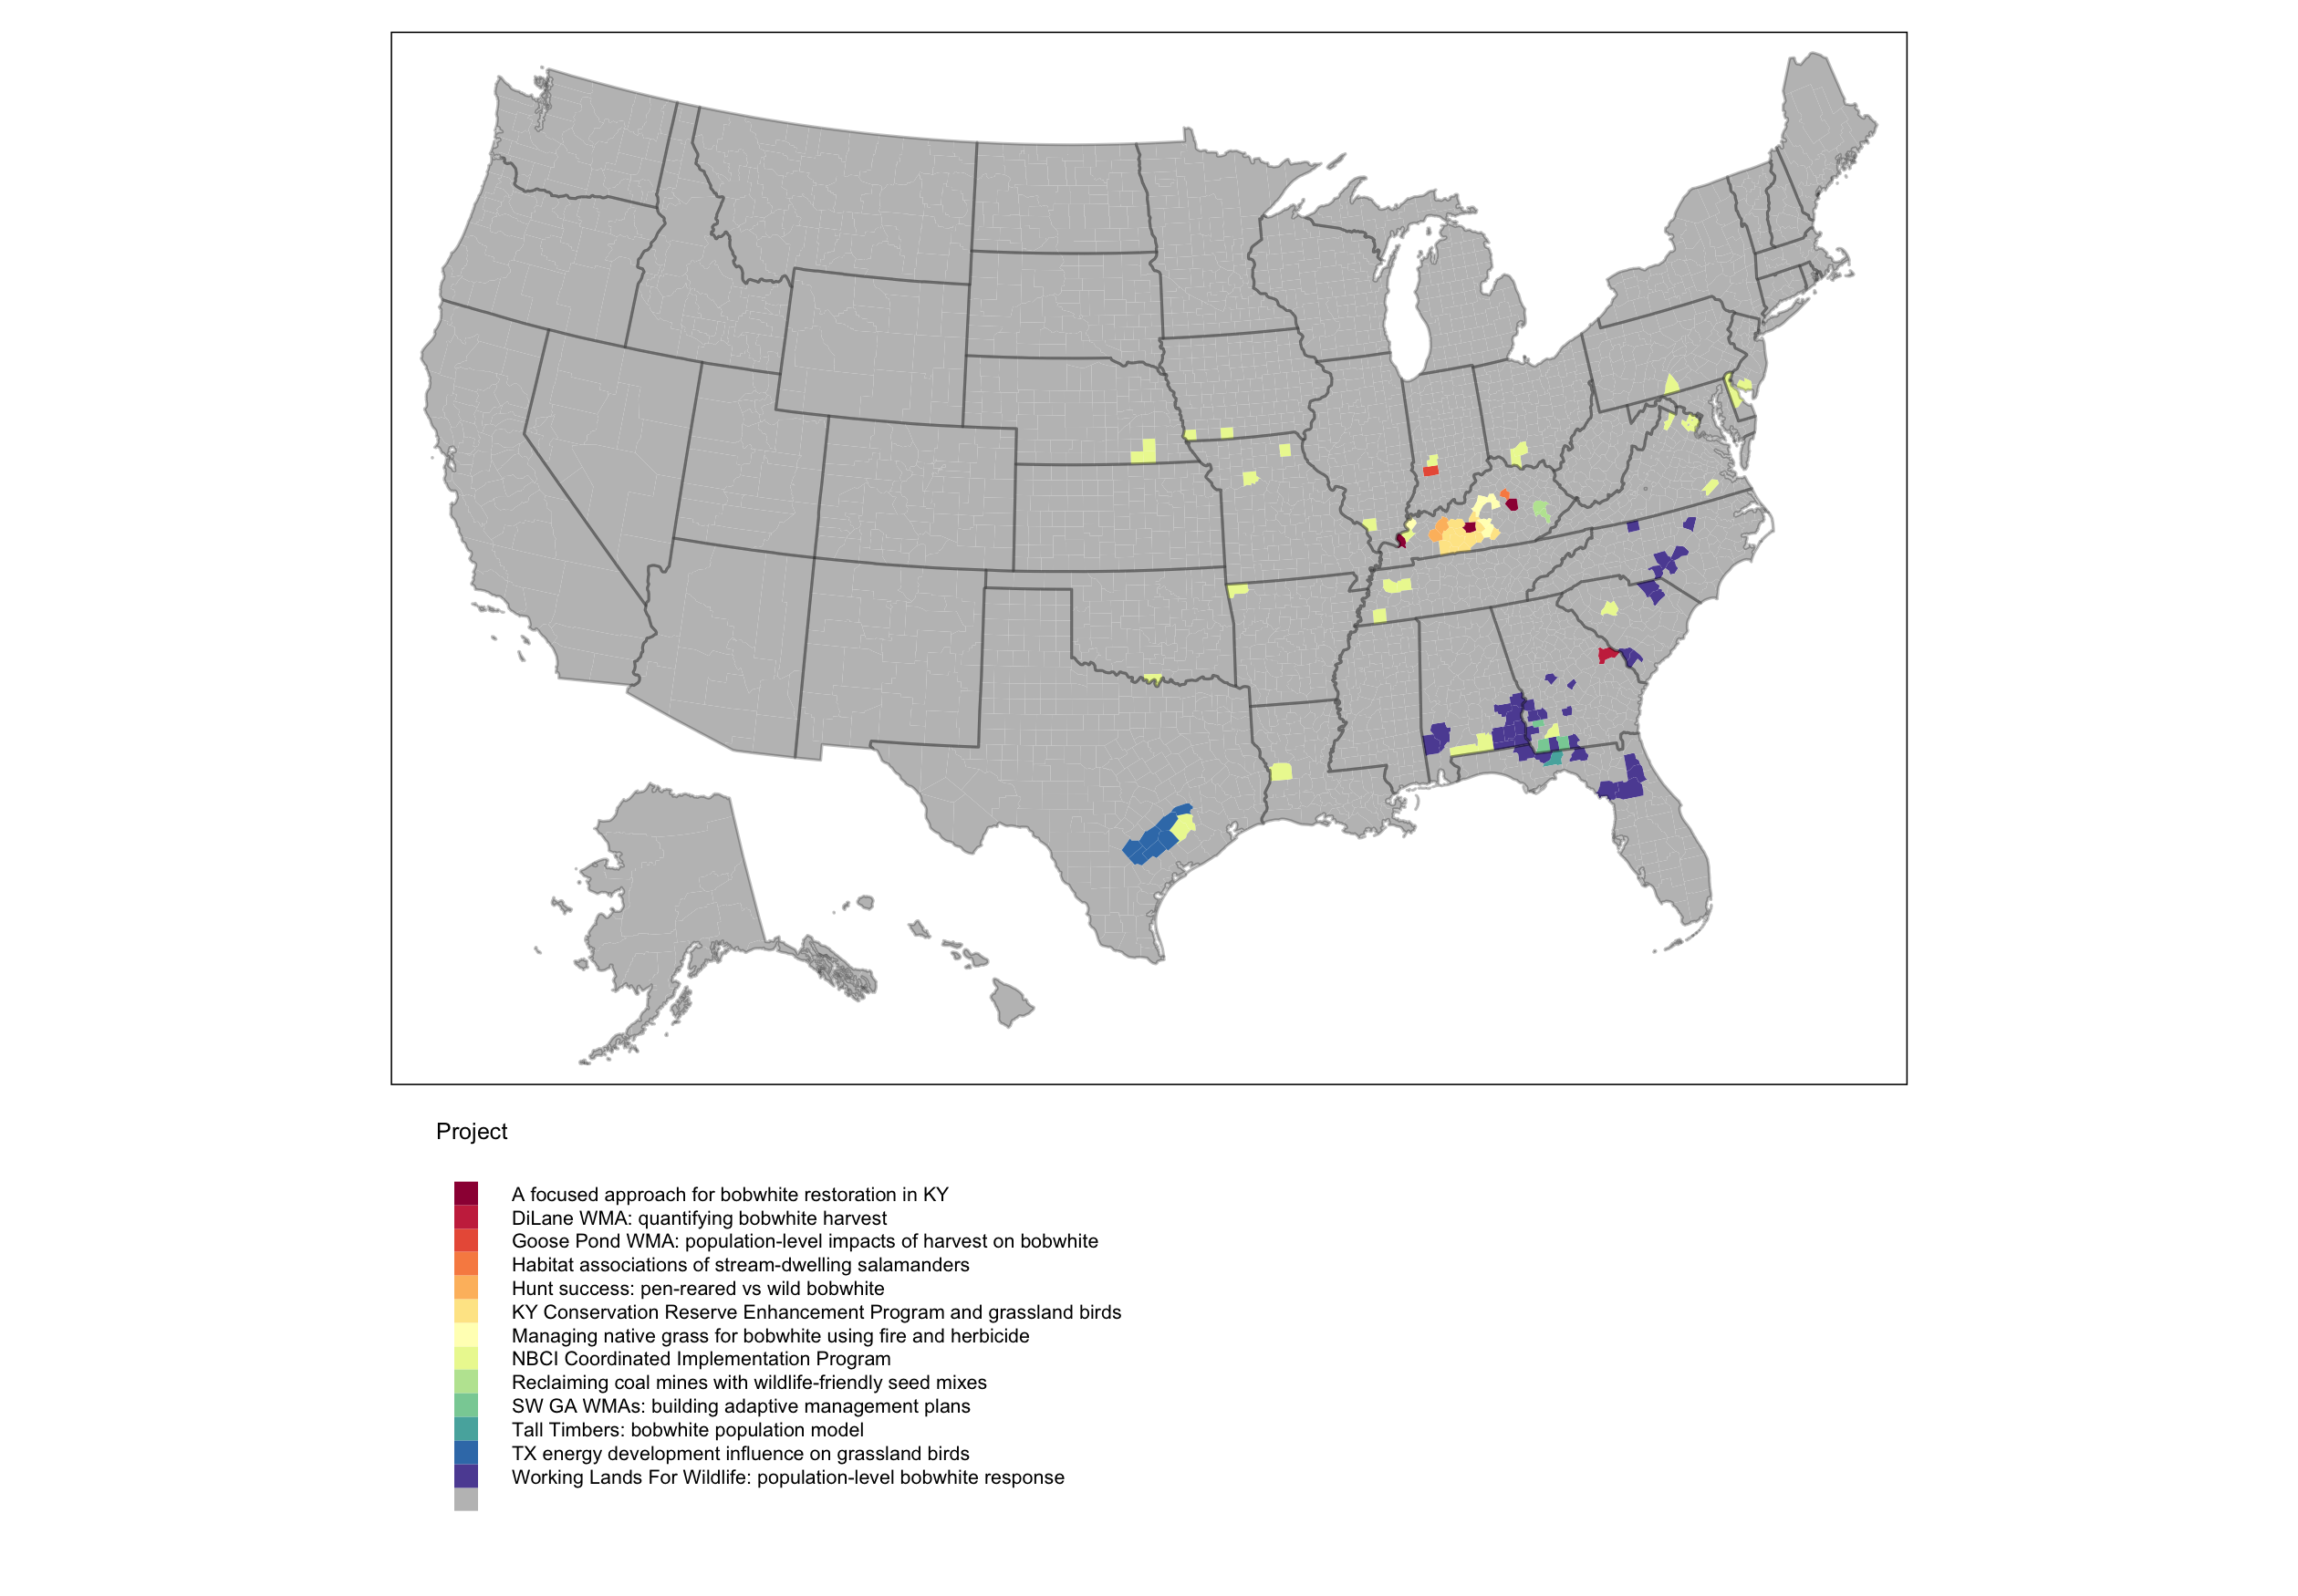 Project
A focused approach for bobwhite restoration in KY
DiLane WMA: quantifying bobwhite harvest
Goose Pond WMA: population-level impacts of harvest on bobwhite
Habitat associations of stream-dwelling salamanders
Hunt success: pen-reared vs wild bobwhite
KY Conservation Reserve Enhancement Program and grassland birds
Managing native grass for bobwhite using fire and herbicide
NBCI Coordinated Implementation Program
Reclaiming coal mines with wildlife-friendly seed mixes
SW GA WMAs: building adaptive management plans
Tall Timbers: bobwhite population model
TX energy development influence on grassland birds
Working Lands For Wildlife: population-level bobwhite response